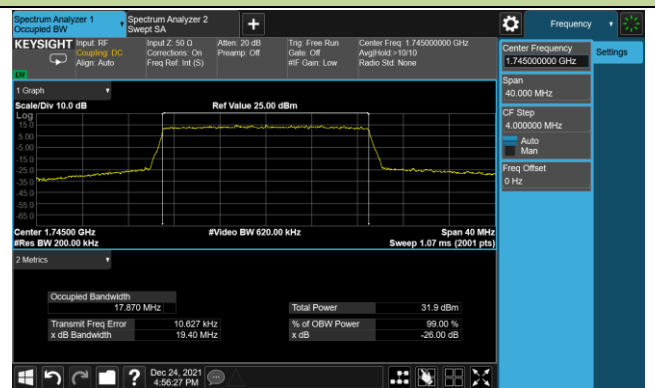 Spectrum Analyzer 1
Occupied BW
Spectrum Analyzer 2
Swept SA
Frequency
KEYSIGHT
Input: RF
Coupling: DC
Align: Auto
Input Z: 50 Ω
Corrections: On
Freq Ref: Int (S)
Atten: 20 dB
Preamp: Off
Trig: Free Run
Gate: Off
#IF Gain: Low
Center Freq: 1.745000000 GHz
Avg|Hold:>10/10
Radio Std: None
Center Frequency
1.745000000 GHz
Settings
Span
40.000 MHz
CF Step
4.000000 MHz
Auto
Man
Freq Offset
0 Hz
1 Graph
Scale/Div 10.0 dB
Ref Value 25.00 dBm
Log
15.0
5.00
-5.00
-15.0
-25.0
-35.0
-45.0
-55.0
-65.0
Center 1.74500 GHz
#Video BW 620.00 kHz
Span 40 MHz
#Res BW 200.00 kHz
Sweep 1.07 ms (2001 pts)
2 Metrics
Occupied Bandwidth
17.870 MHz
Total Power
31.9 dBm
Transmit Freq Error
10.627 kHz
% of OBW Power
99.00 %
x dB Bandwidth
19.40 MHz
x dB
-26.00 dB
?
Dec 24, 2021
4:56:27 PM